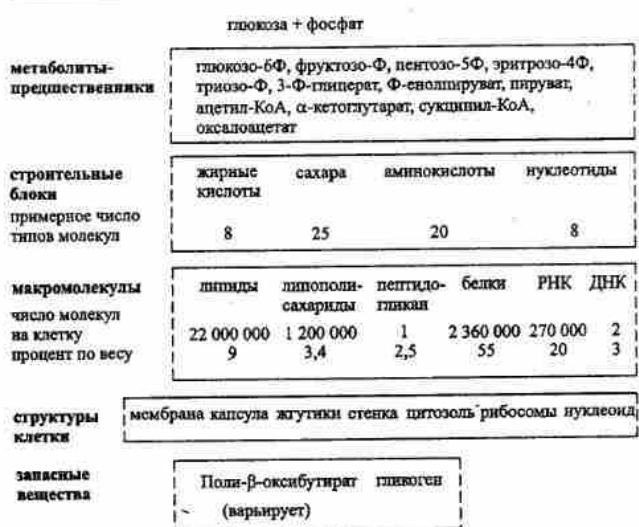 глюкоза + фосфат
метаболиты-
предшественники
глюкозо-6Ф, фруктозо-Ф, пентозо-5Ф, эритрозо-4Ф,
триозо-Ф, 3-Ф-глицерат, Ф-енолпируват, пируват,
ацетил-КоА, α-кетоглутарат, сукцинил-КоА,
оксалоацетат
строительные
блоки
примерное число
типов молекул
жирные сахара аминокислоты нуклеотиды
кислоты
8 25 20 8
макромолекулы
число молекул
на клетку
процент по весу
липиды липополи- пептидо- белки РНК ДНК
сахариды гликан
22 000 000 1 200 000 1 2 360 000 270 000 2
9 3,4 2,5 55 20 3
структуры
клетки
мембрана капсула жгутики стенка цитозоль рибосомы нуклеоид
запасные
вещества
Поли-β-оксибутират гликоген
(варьирует)